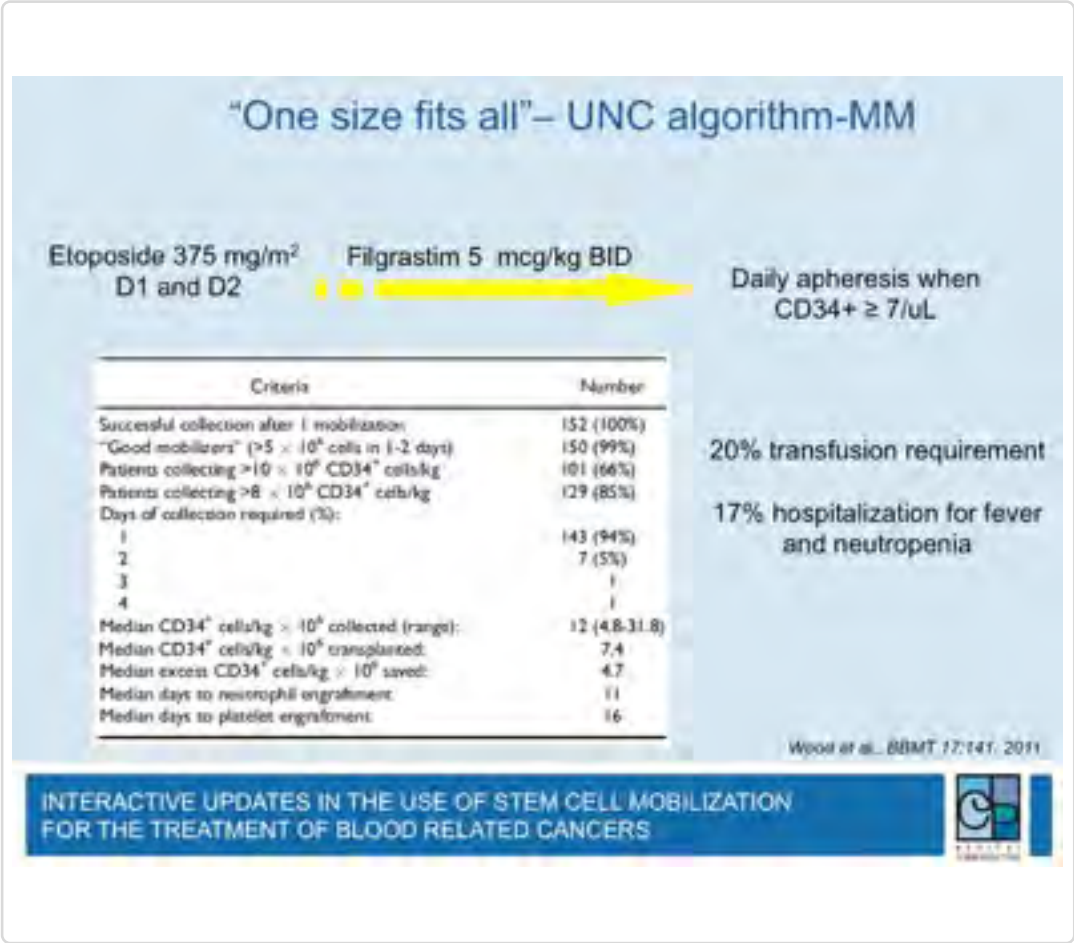 “One size fits all”– UNC algorithm-MM
Etoposide 375 mg/m²
D1 and D2
Filgrastim 5 mcg/kg BID
Daily apheresis when
CD34+ ≥ 7/uL
Criteria Number
Successful collection after 1 mobilization 152 (100%)
"Good mobilizers" (>5 × 10⁶ cells in 1-2 days) 150 (99%)
Patients collecting >10 × 10⁶ CD34⁺ cells/kg 101 (66%)
Patients collecting >8 × 10⁶ CD34⁺ cells/kg 129 (85%)
Days of collection required (%):
1 143 (94%)
2 7 (5%)
3 1
4 1
Median CD34⁺ cells/kg × 10⁶ collected (range): 12 (4.8-31.8)
Median CD34⁺ cells/kg × 10⁶ transplanted: 7.4
Median excess CD34⁺ cells/kg × 10⁶ saved: 4.7
Median days to neutrophil engraftment 11
Median days to platelet engraftment 16
20% transfusion requirement
17% hospitalization for fever
and neutropenia
Wood et al., BBMT 17:141, 2011
INTERACTIVE UPDATES IN THE USE OF STEM CELL MOBILIZATION
FOR THE TREATMENT OF BLOOD RELATED CANCERS